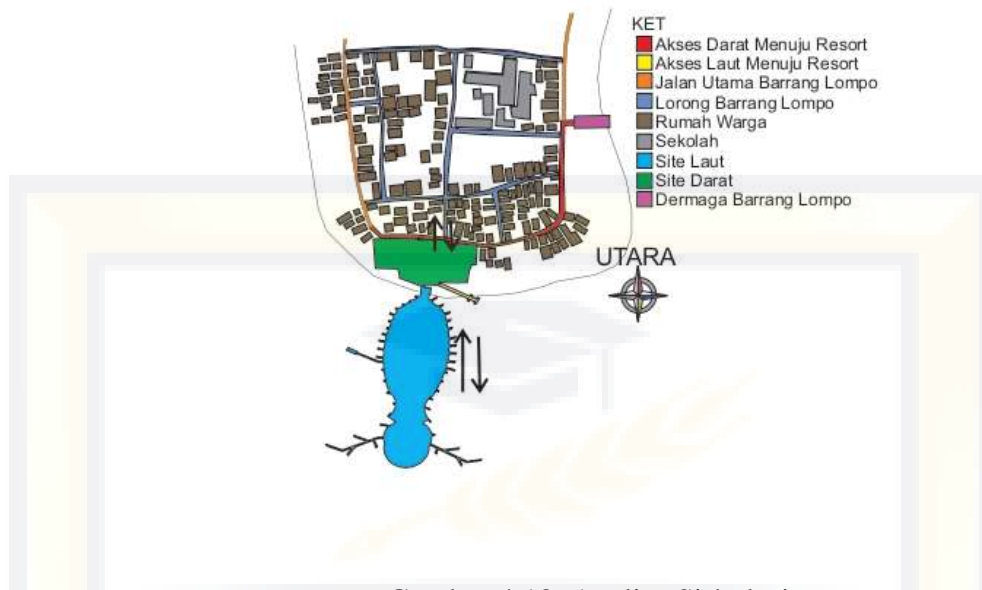 KET
Akses Darat Menuju Resort
Akses Laut Menuju Resort
Jalan Utama Barrang Lompo
Lorong Barrang Lompo
Rumah Warga
Sekolah
Site Laut
Site Darat
Dermaga Barrang Lompo
UTARA